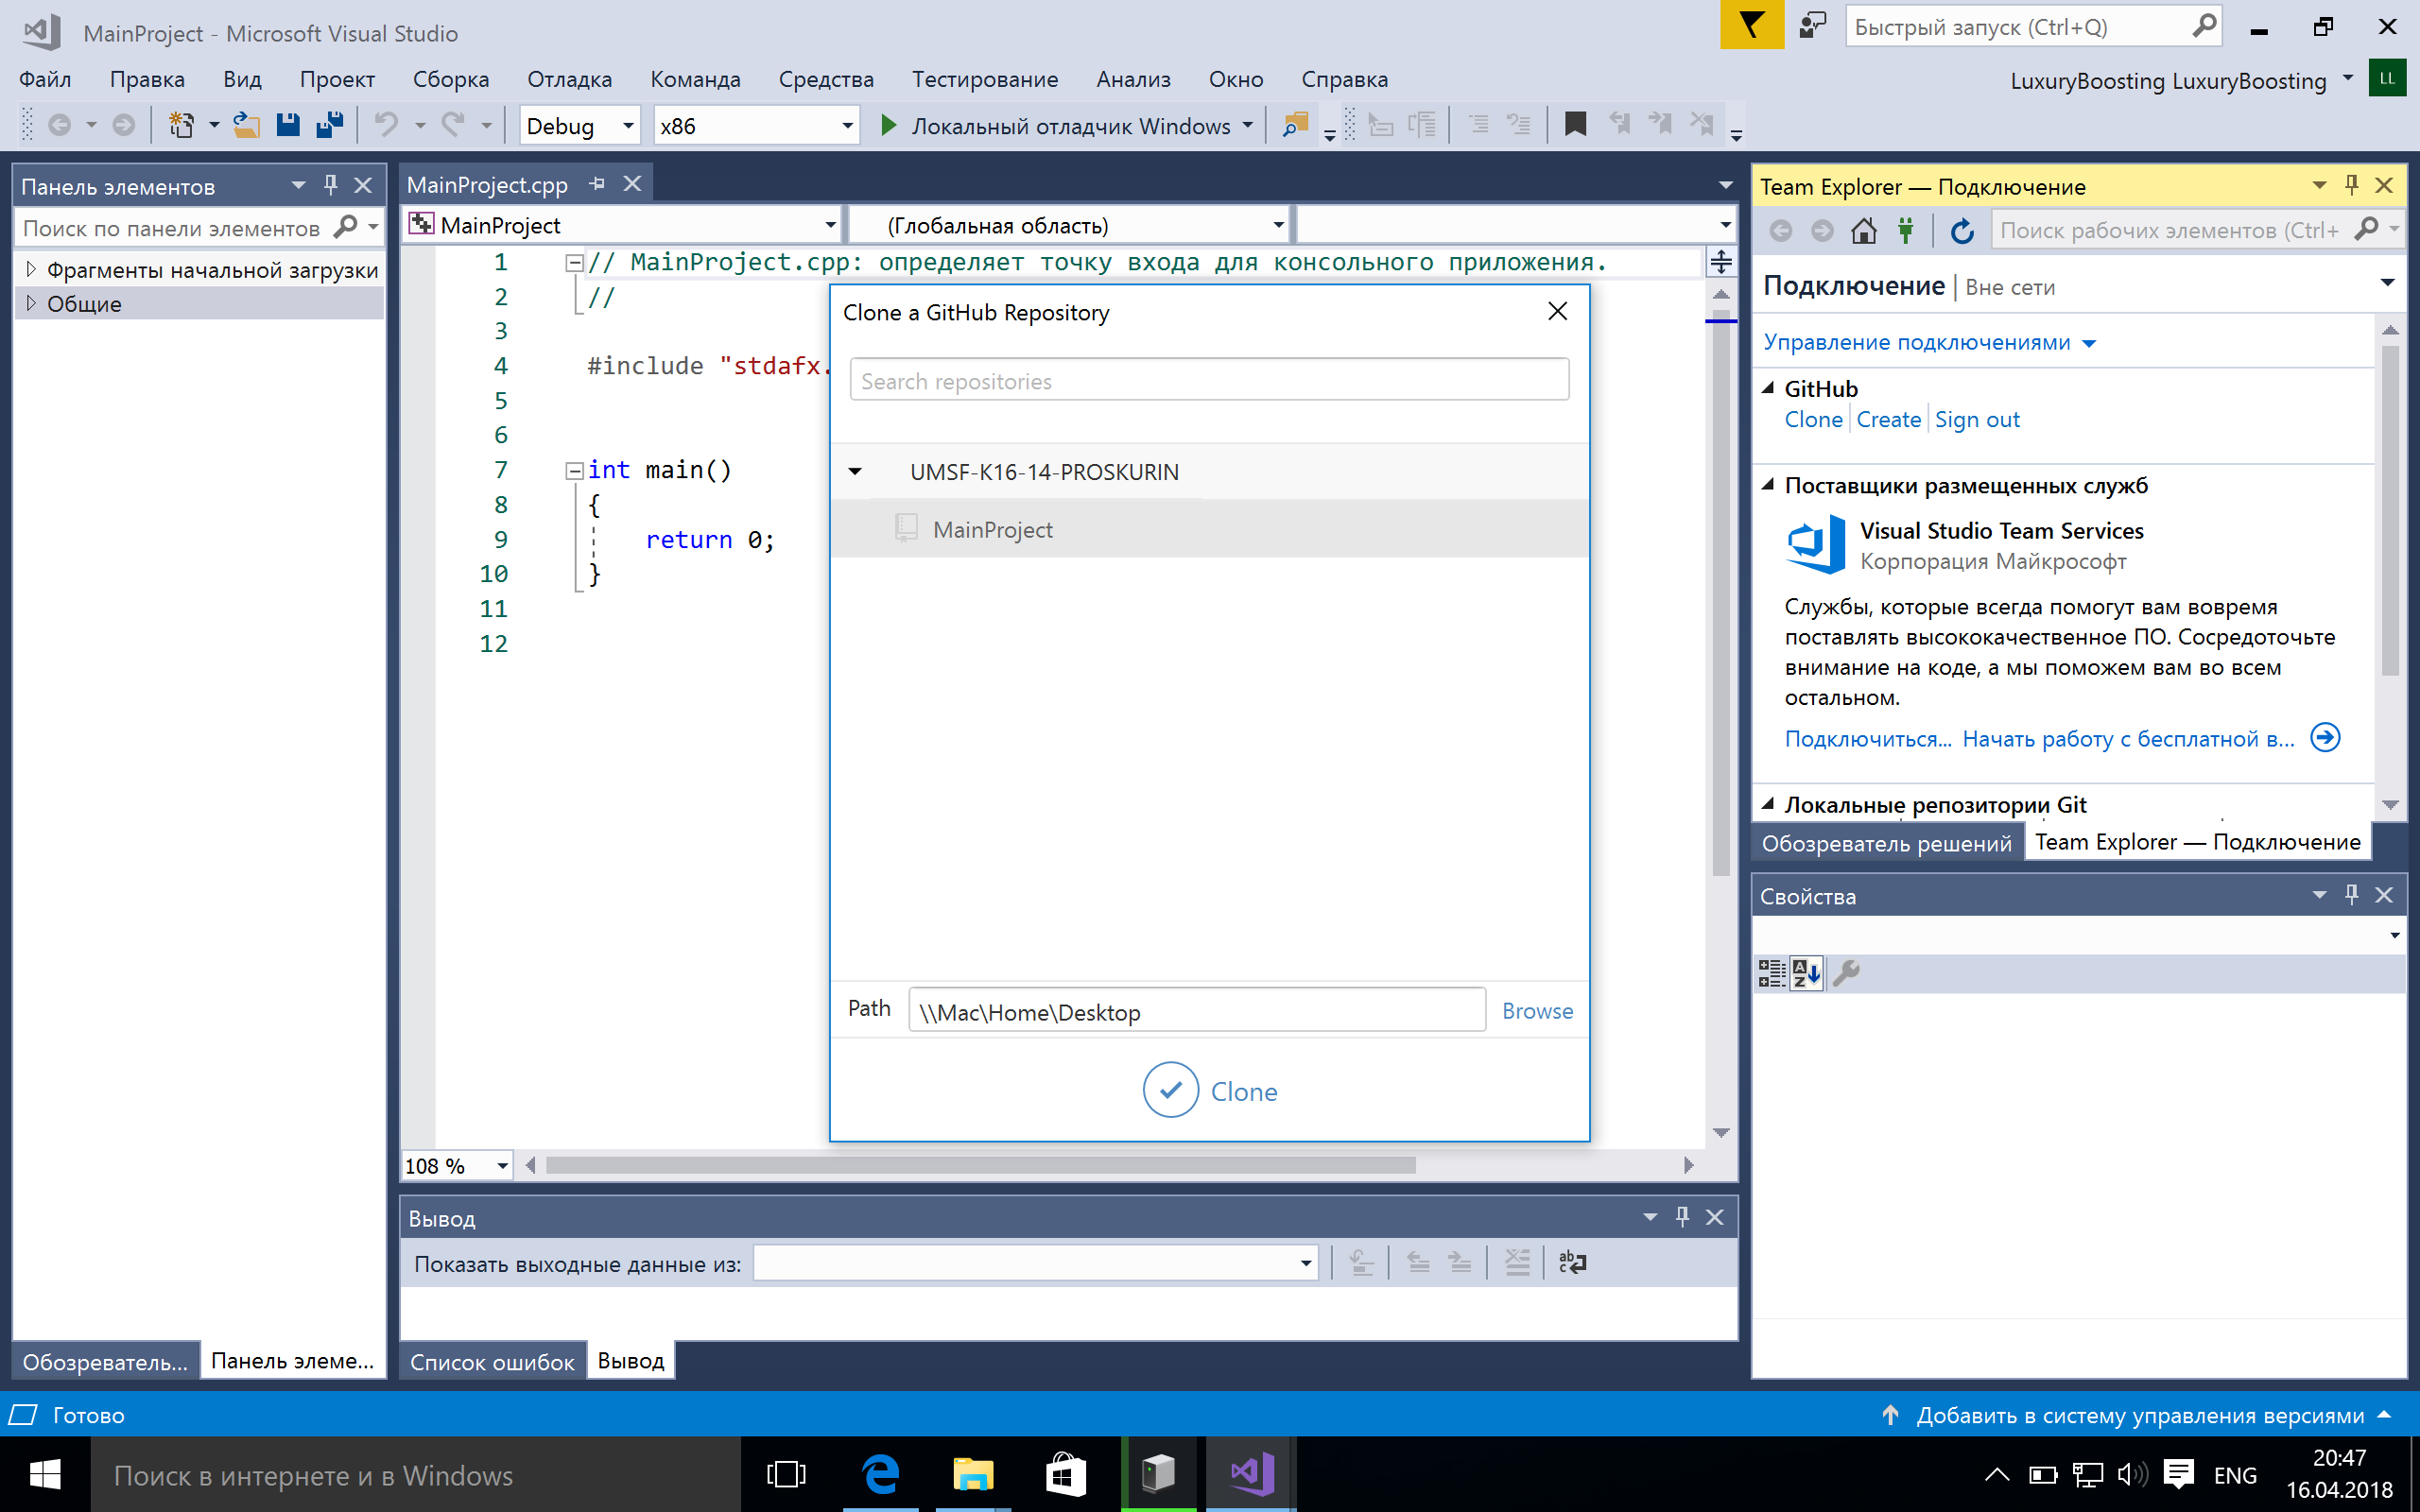 MainProject - Microsoft Visual Studio
Быстрый запуск (Ctrl+Q)
Файл Правка Вид Проект Сборка Отладка Команда Средства Тестирование Анализ Окно Справка
LuxuryBoosting LuxuryBoosting LL
Debug x86 Локальный отладчик Windows
Панель элементов
Поиск по панели элементов
Фрагменты начальной загрузки
Общие
MainProject.cpp
MainProject (Глобальная область)
1 // MainProject.cpp: определяет точку входа для консольного приложения.
2 //
3
4 #include "stdafx.
5
6
7 int main()
8 {
9 return 0;
10 }
11
12
108 %
Clone a GitHub Repository
Search repositories
UMSF-K16-14-PROSKURIN
MainProject
Path \\Mac\Home\Desktop Browse
Clone
Team Explorer — Подключение
Поиск рабочих элементов (Ctrl+
Подключение | Вне сети
Управление подключениями
GitHub
Clone Create Sign out
Поставщики размещенных служб
Visual Studio Team Services
Корпорация Майкрософт
Службы, которые всегда помогут вам вовремя
поставлять высококачественное ПО. Сосредоточьте
внимание на коде, а мы поможем вам во всем
остальном.
Подключиться... Начать работу с бесплатной в...
Локальные репозитории Git
Обозреватель решений Team Explorer — Подключение
Свойства
Вывод
Показать выходные данные из:
Обозреватель... Панель элеме...
Список ошибок Вывод
Готово
Добавить в систему управления версиями
Поиск в интернете и в Windows
ENG
20:47
16.04.2018